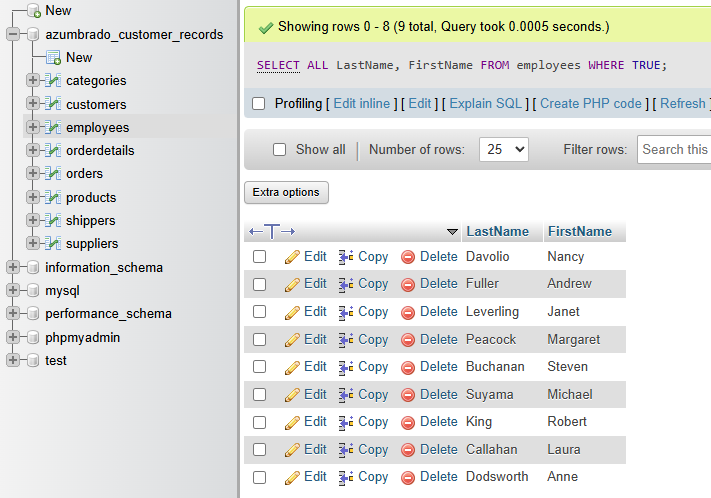 New
azumbrado_customer_records
New
categories
customers
employees
orderdetails
orders
products
shippers
suppliers
information_schema
mysql
performance_schema
phpmyadmin
test
Showing rows 0 - 8 (9 total, Query took 0.0005 seconds.)
SELECT ALL LastName, FirstName FROM employees WHERE TRUE;
Profiling [ Edit inline ] [ Edit ] [ Explain SQL ] [ Create PHP code ] [ Refresh ]
Show all Number of rows: 25 Filter rows: Search this
Extra options
←T→ LastName FirstName
Edit Copy Delete Davolio Nancy
Edit Copy Delete Fuller Andrew
Edit Copy Delete Leverling Janet
Edit Copy Delete Peacock Margaret
Edit Copy Delete Buchanan Steven
Edit Copy Delete Suyama Michael
Edit Copy Delete King Robert
Edit Copy Delete Callahan Laura
Edit Copy Delete Dodsworth Anne